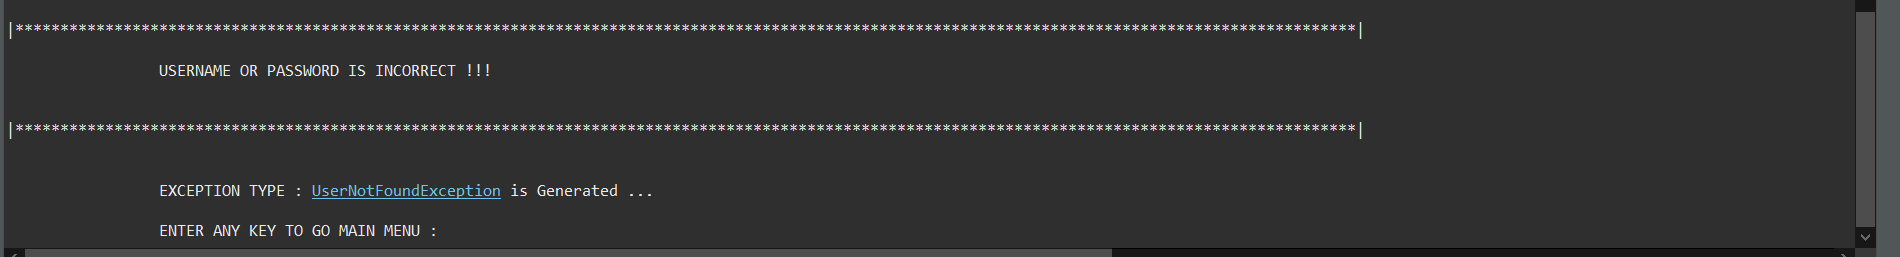 |*****************************************************************************************************************************************************|
USERNAME OR PASSWORD IS INCORRECT !!!
|*****************************************************************************************************************************************************|
EXCEPTION TYPE : UserNotFoundException is Generated ...
ENTER ANY KEY TO GO MAIN MENU :